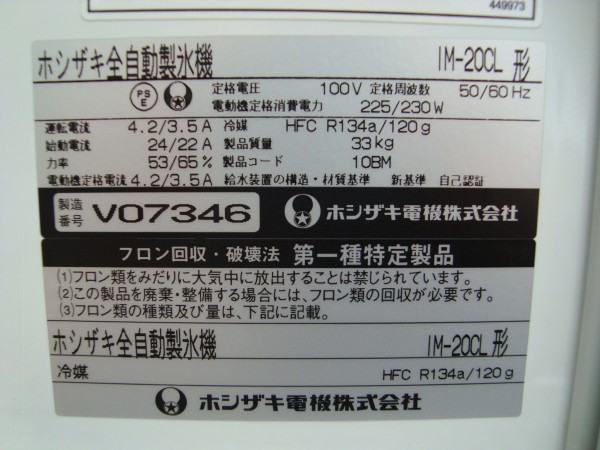 449973
ホシザキ全自動製氷機 IM-20CL 形
PS E 定格電圧 100V 定格周波数 50/60 Hz
電動機定格消費電力 225/230 W
運転電流 4.2/3.5 A 冷媒 HFC R134a/120g
始動電流 24/22 A 製品質量 33kg
力率 53/65% 製品コード 10BM
電動機定格電流 4.2/3.5 A 給水装置の構造・材質基準 新基準 自己認証
製造番号 V07346 ホシザキ電機株式会社
フロン回収・破壊法 第一種特定製品
(1)フロン類をみだりに大気中に放出することは禁じられています。
(2)この製品を廃棄・整備する場合には、フロン類の回収が必要です。
(3)フロン類の種類及び量は、下記に記載。
ホシザキ全自動製氷機 IM-20CL 形
冷媒 HFC R134a/120g
ホシザキ電機株式会社